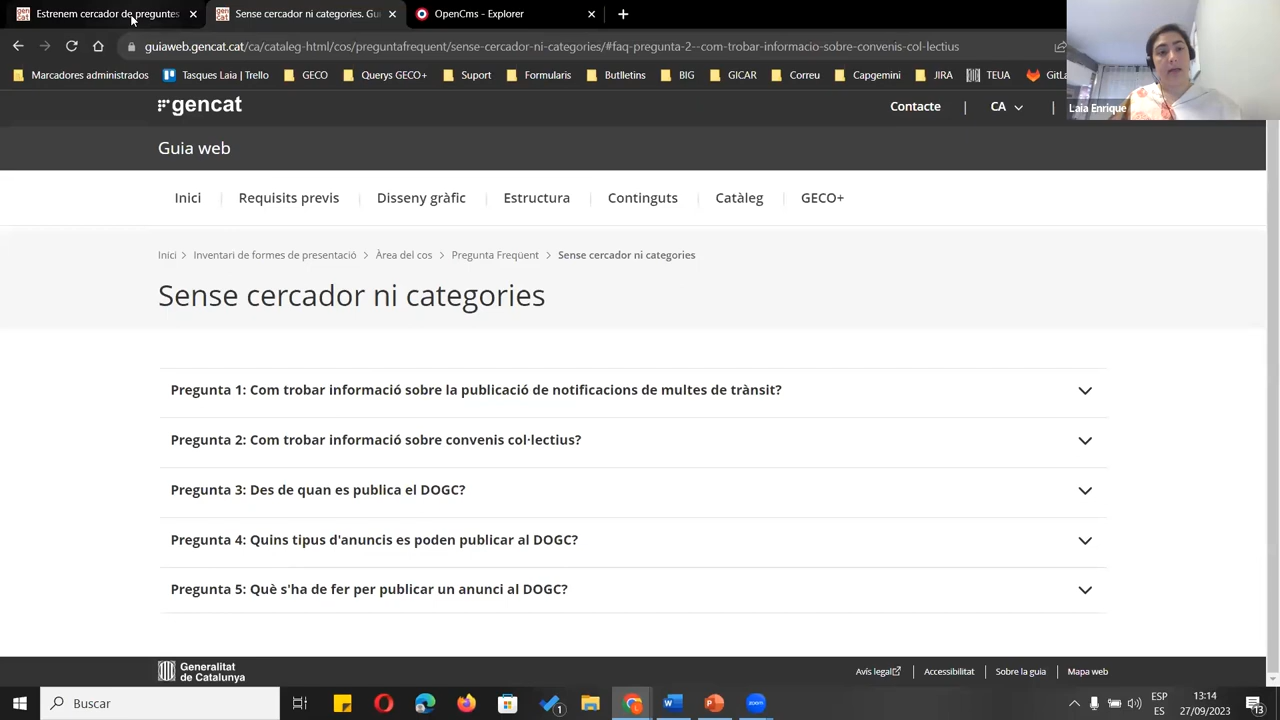 Estrenem cercador de preguntes
Sense cercador ni categories. Gu
OpenCms - Explorer
guiaweb.gencat.cat/ca/cataleg-html/cos/preguntafrequent/sense-cercador-ni-categories/#faq-pregunta-2--com-trobar-informacio-sobre-convenis-col-lectius
Marcadores administrados
Tasques Laia | Trello
GECO
Querys GECO+
Suport
Formularis
Butlletins
BIG
GICAR
Correu
Capgemini
JIRA
TEUA
GitLa
Laia Enrique
gencat
Contacte
CA
Guia web
Inici
Requisits previs
Disseny gràfic
Estructura
Continguts
Catàleg
GECO+
Inici > Inventari de formes de presentació > Àrea del cos > Pregunta Freqüent > Sense cercador ni categories
Sense cercador ni categories
Pregunta 1: Com trobar informació sobre la publicació de notificacions de multes de trànsit?
Pregunta 2: Com trobar informació sobre convenis col·lectius?
Pregunta 3: Des de quan es publica el DOGC?
Pregunta 4: Quins tipus d'anuncis es poden publicar al DOGC?
Pregunta 5: Què s'ha de fer per publicar un anunci al DOGC?
Generalitat
de Catalunya
Avís legal
Accessibilitat
Sobre la guia
Mapa web
Buscar
1
zoom
ESP
ES
13:14
27/09/2023
13